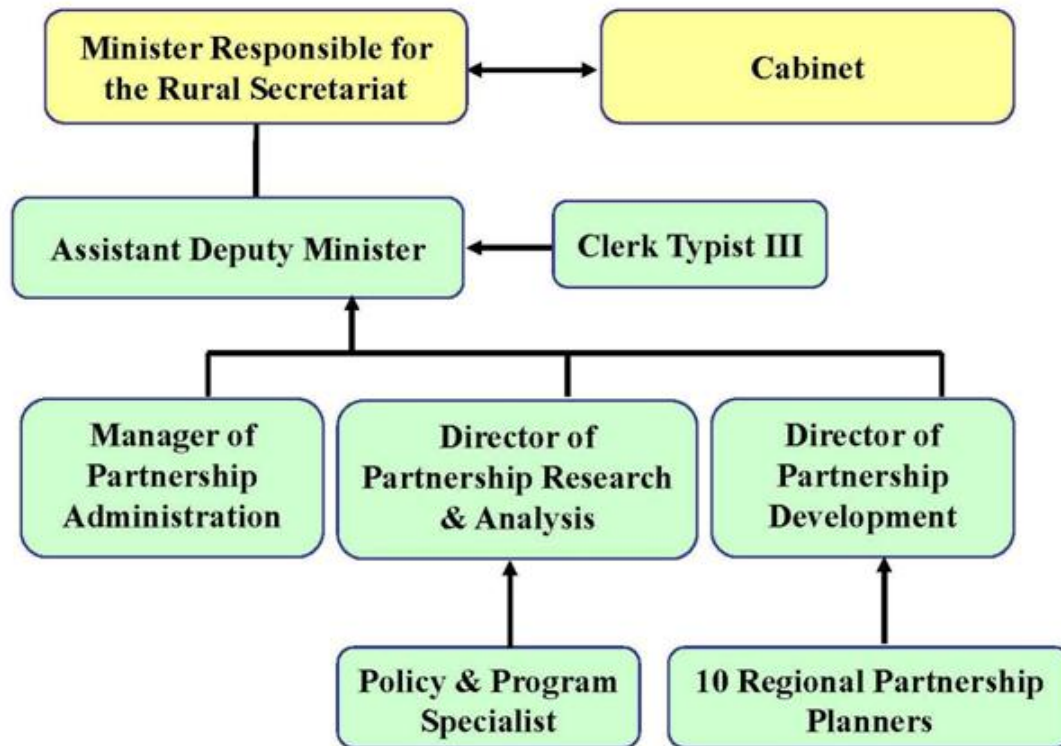 Minister Responsible for
the Rural Secretariat
Cabinet
Assistant Deputy Minister
Clerk Typist III
Manager of
Partnership
Administration
Director of
Partnership Research
& Analysis
Director of
Partnership
Development
Policy & Program
Specialist
10 Regional Partnership
Planners